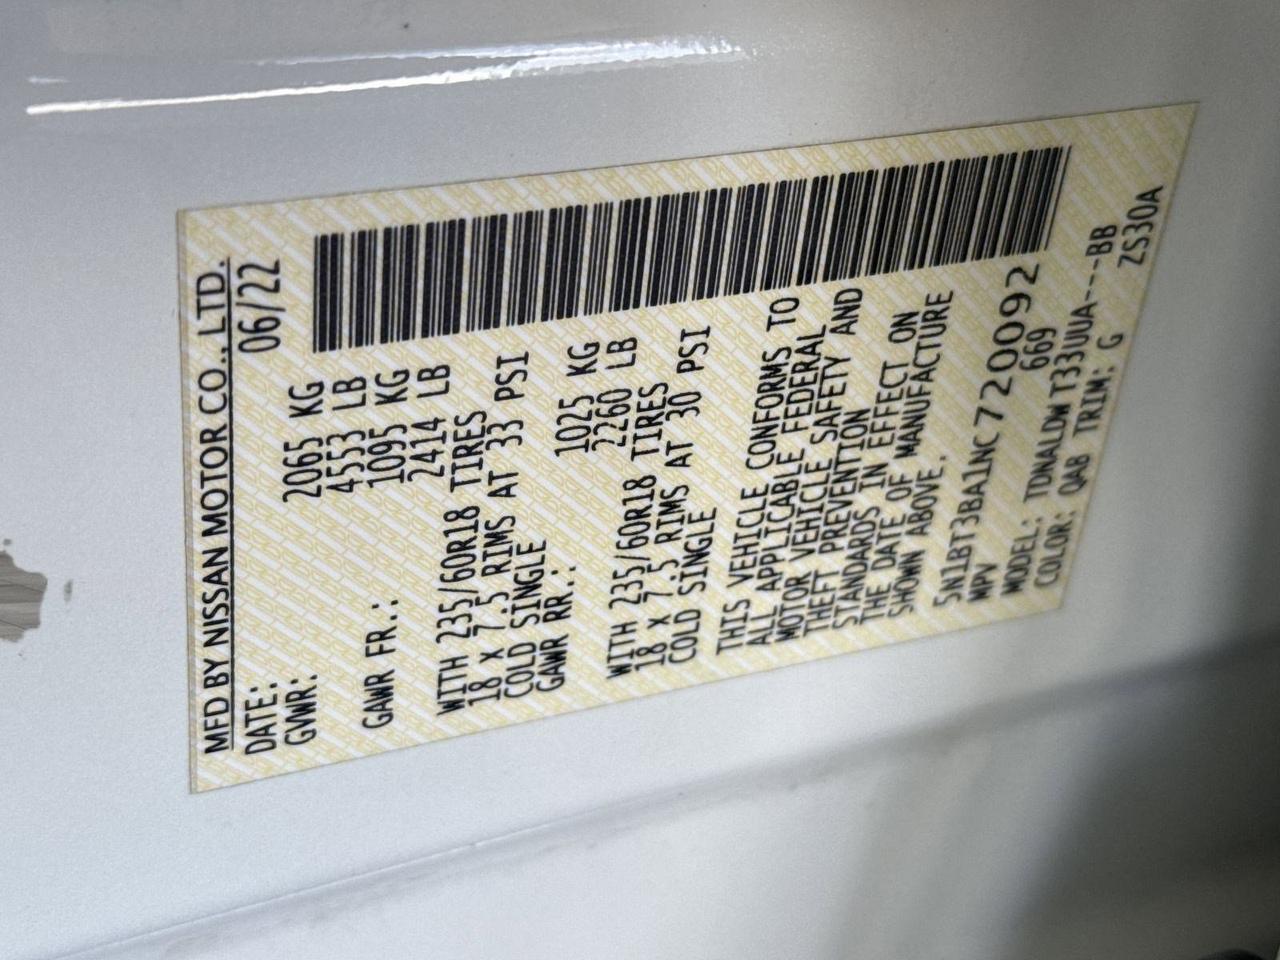 MFD BY NISSAN MOTOR CO., LTD.
DATE: 06/22
GVWR: 2065 KG
4553 LB
GAWR FR.: 1095 KG
2414 LB
WITH 235/60R18 TIRES
18 X 7.5 RIMS AT 33 PSI
COLD SINGLE
GAWR RR.: 1025 KG
2260 LB
WITH 235/60R18 TIRES
18 X 7.5 RIMS AT 30 PSI
COLD SINGLE
THIS VEHICLE CONFORMS TO
ALL APPLICABLE FEDERAL
MOTOR VEHICLE SAFETY AND
THEFT PREVENTION
STANDARDS IN EFFECT ON
THE DATE OF MANUFACTURE
SHOWN ABOVE.
5N1BT3BA1NC720092
MPV 669
MODEL: TDNALDWT33UUA----BB
COLOR: QAB TRIM: G ZS30A